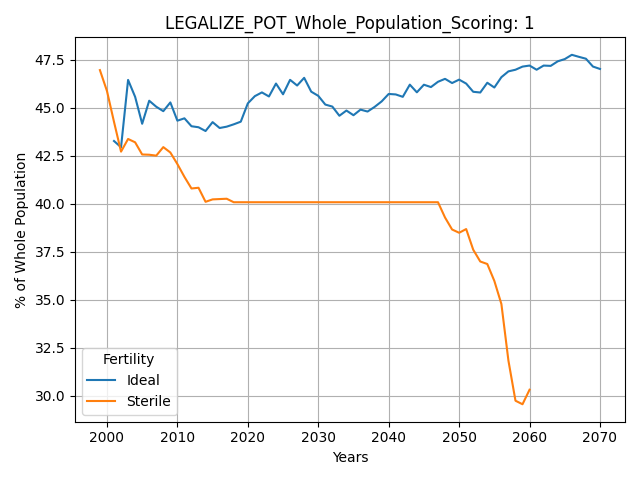 LEGALIZE_POT_Whole_Population_Scoring: 1
47.5
45.0
42.5
40.0
37.5
35.0
32.5
30.0
% of Whole Population
Fertility
Ideal
Sterile
2000 2010 2020 2030 2040 2050 2060 2070
Years